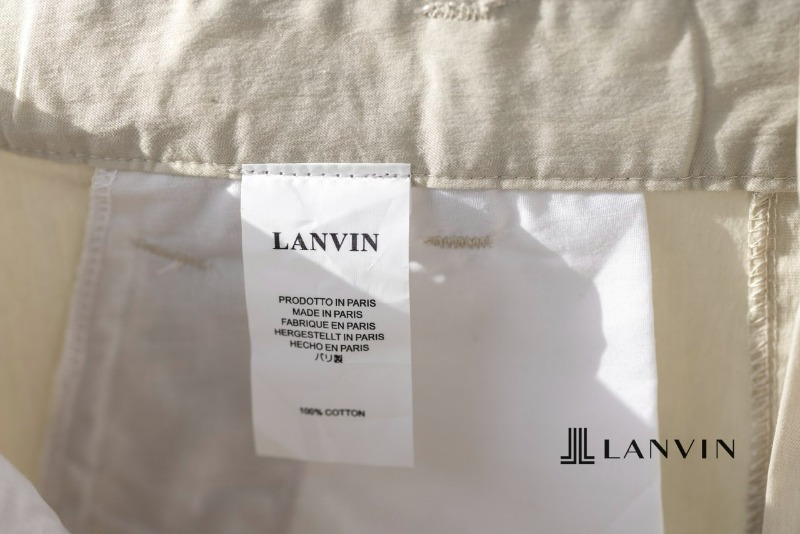 LANVIN
PRODOTTO IN PARIS
MADE IN PARIS
FABRIQUE EN PARIS
HERGESTELLT IN PARIS
HECHO EN PARIS
パリ製
100% COTTON
LANVIN